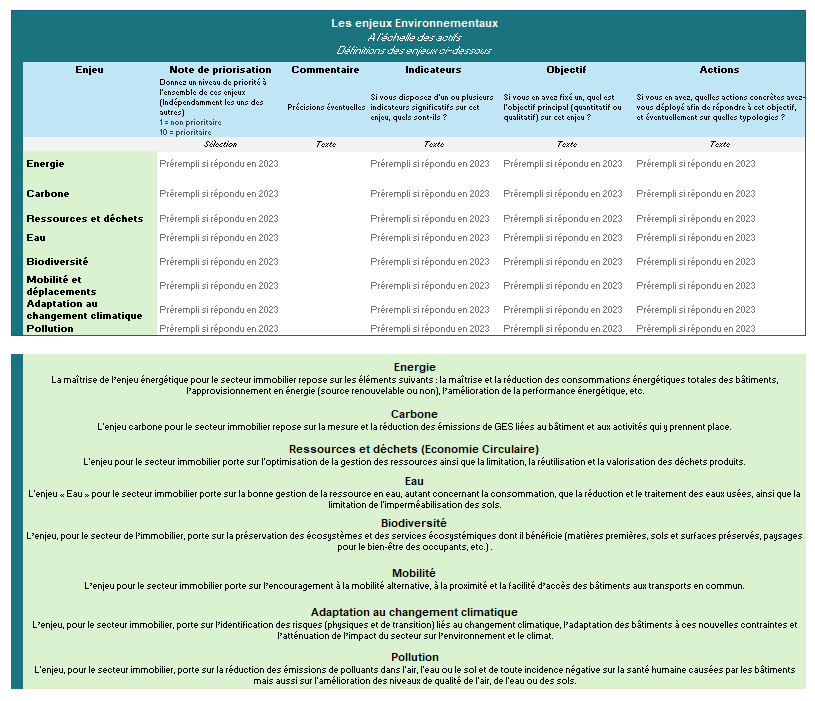 Les enjeux Environnementaux
A l'échelle des actifs
Définitions des enjeux ci-dessous
Enjeu Note de priorisation Commentaire Indicateurs Objectif Actions
Donnez un niveau de priorité à
l'ensemble de ces enjeux
(Indépendamment les uns des
autres)
1 = non prioritaire
10 = prioritaire
Précisions éventuelles
Si vous disposez d'un ou plusieurs
indicateurs significatifs sur cet
enjeu, quels sont-ils ?
Si vous en avez fixé un, quel est
l'objectif principal (quantitatif ou
qualitatif) sur cet enjeu ?
Si vous en avez, quelles actions concrètes avez-
vous déployé afin de répondre à cet objectif,
et éventuellement sur quelles typologies ?
Sélection Texte Texte Texte Texte
Energie Prérempli si répondu en 2023 Prérempli si répondu en 2023 Prérempli si répondu en 2023 Prérempli si répondu en 2023
Carbone Prérempli si répondu en 2023 Prérempli si répondu en 2023 Prérempli si répondu en 2023 Prérempli si répondu en 2023
Ressources et déchets Prérempli si répondu en 2023 Prérempli si répondu en 2023 Prérempli si répondu en 2023 Prérempli si répondu en 2023
Eau Prérempli si répondu en 2023 Prérempli si répondu en 2023 Prérempli si répondu en 2023 Prérempli si répondu en 2023
Biodiversité Prérempli si répondu en 2023 Prérempli si répondu en 2023 Prérempli si répondu en 2023 Prérempli si répondu en 2023
Mobilité et
déplacements Prérempli si répondu en 2023 Prérempli si répondu en 2023 Prérempli si répondu en 2023 Prérempli si répondu en 2023
Adaptation au
changement climatique Prérempli si répondu en 2023 Prérempli si répondu en 2023 Prérempli si répondu en 2023 Prérempli si répondu en 2023
Pollution Prérempli si répondu en 2023 Prérempli si répondu en 2023 Prérempli si répondu en 2023 Prérempli si répondu en 2023
Energie
La maîtrise de l'enjeu énergétique pour le secteur immobilier repose sur les éléments suivants : la maîtrise et la réduction des consommations énergétiques totales des bâtiments,
l'approvisionnement en énergie (source renouvelable ou non), l'amélioration de la performance énergétique, etc.
Carbone
L'enjeu carbone pour le secteur immobilier repose sur la mesure et la réduction des émissions de GES liées au bâtiment et aux activités qui y prennent place.
Ressources et déchets (Economie Circulaire)
L'enjeu pour le secteur immobilier porte sur l'optimisation de la gestion des ressources ainsi que la limitation, la réutilisation et la valorisation des déchets produits.
Eau
L'enjeu « Eau » pour le secteur immobilier porte sur la bonne gestion de la ressource en eau, autant concernant la consommation, que la réduction et le traitement des eaux usées, ainsi que la
limitation de l'imperméabilisation des sols.
Biodiversité
L'enjeu, pour le secteur de l'immobilier, porte sur la préservation des écosystèmes et des services écosystémiques dont il bénéficie (matières premières, sols et surfaces préservés, paysages
pour le bien-être des occupants, etc.) .
Mobilité
L'enjeu pour le secteur immobilier porte sur l'encouragement à la mobilité alternative, à la proximité et la facilité d'accès des bâtiments aux transports en commun.
Adaptation au changement climatique
L'enjeu, pour le secteur immobilier, porte sur l'identification des risques (physiques et de transition) liés au changement climatique, l'adaptation des bâtiments à ces nouvelles contraintes et
l'atténuation de l'impact du secteur sur l'environnement et le climat.
Pollution
L'enjeu, pour le secteur immobilier, porte sur la réduction des émissions de polluants dans l'air, l'eau ou le sol et de toute incidence négative sur la santé humaine causées par les bâtiments
mais aussi sur l'amélioration des niveaux de qualité de l'air, de l'eau ou des sols.